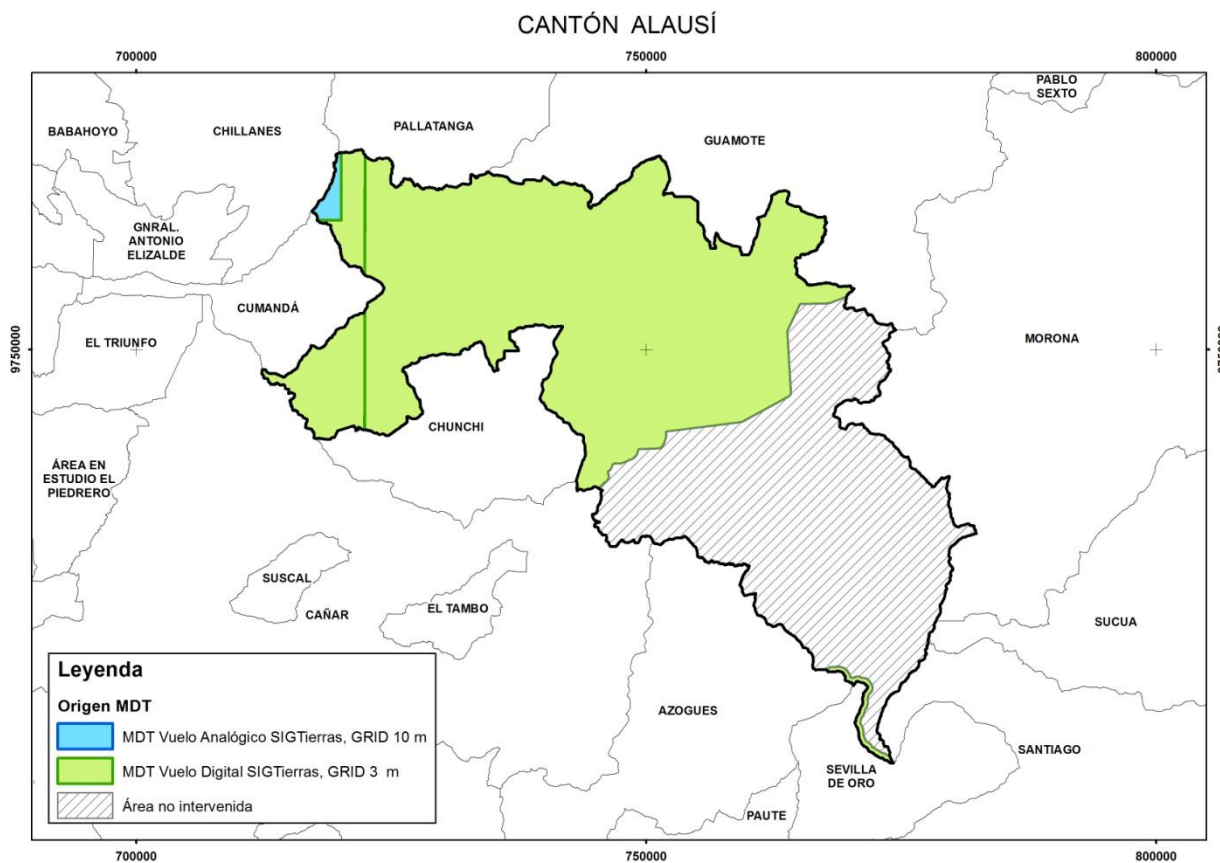 CANTÓN ALAUSÍ
700000
750000
800000
PABLO
SEXTO
BABAHOYO
CHILLANES
PALLATANGA
GUAMOTE
GNRAL.
ANTONIO
ELIZALDE
CUMANDÁ
9750000
EL TRIUNFO
MORONA
CHUNCHI
ÁREA EN
ESTUDIO EL
PIEDRERO
SUSCAL
CAÑAR
EL TAMBO
SUCUA
AZOGUES
SANTIAGO
SEVILLA
DE ORO
PAUTE
Leyenda
Origen MDT
MDT Vuelo Analógico SIGTierras, GRID 10 m
MDT Vuelo Digital SIGTierras, GRID 3 m
Área no intervenida
700000
750000
800000